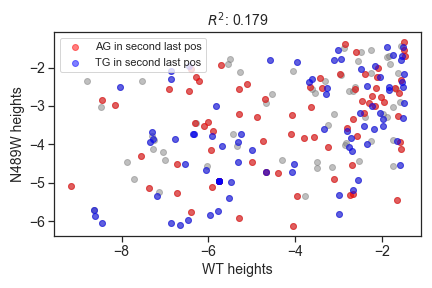 R²: 0.179
AG in second last pos
TG in second last pos
N489W heights
−2
−3
−4
−5
−6
−8
−6
−4
−2
WT heights